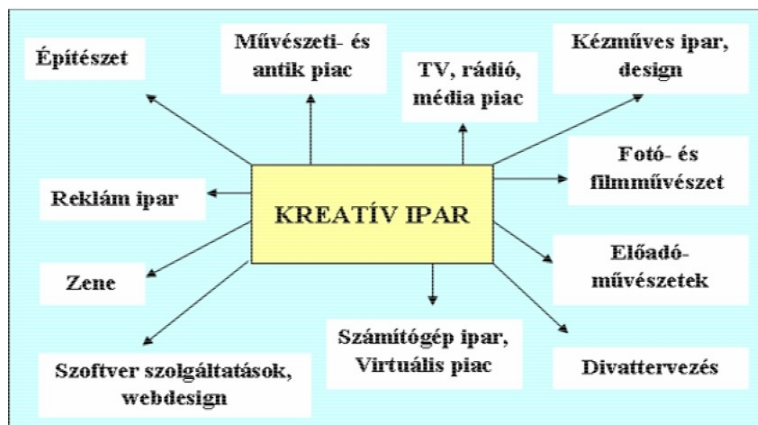 Építészet
Művészeti- és
antik piac
TV, rádió,
média piac
Kézműves ipar,
design
Fotó- és
filmművészet
Reklám ipar
KREATÍV IPAR
Előadó-
művészetek
Zene
Számítógép ipar,
Virtuális piac
Szoftver szolgáltatások,
webdesign
Divattervezés